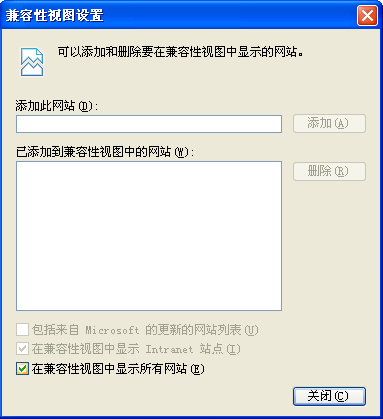 兼容性视图设置
可以添加和删除要在兼容性视图中显示的网站。
添加此网站(D):
添加(A)
已添加到兼容性视图中的网站(W):
删除(R)
包括来自 Microsoft 的更新的网站列表(U)
在兼容性视图中显示 Intranet 站点(I)
在兼容性视图中显示所有网站(E)
关闭(C)